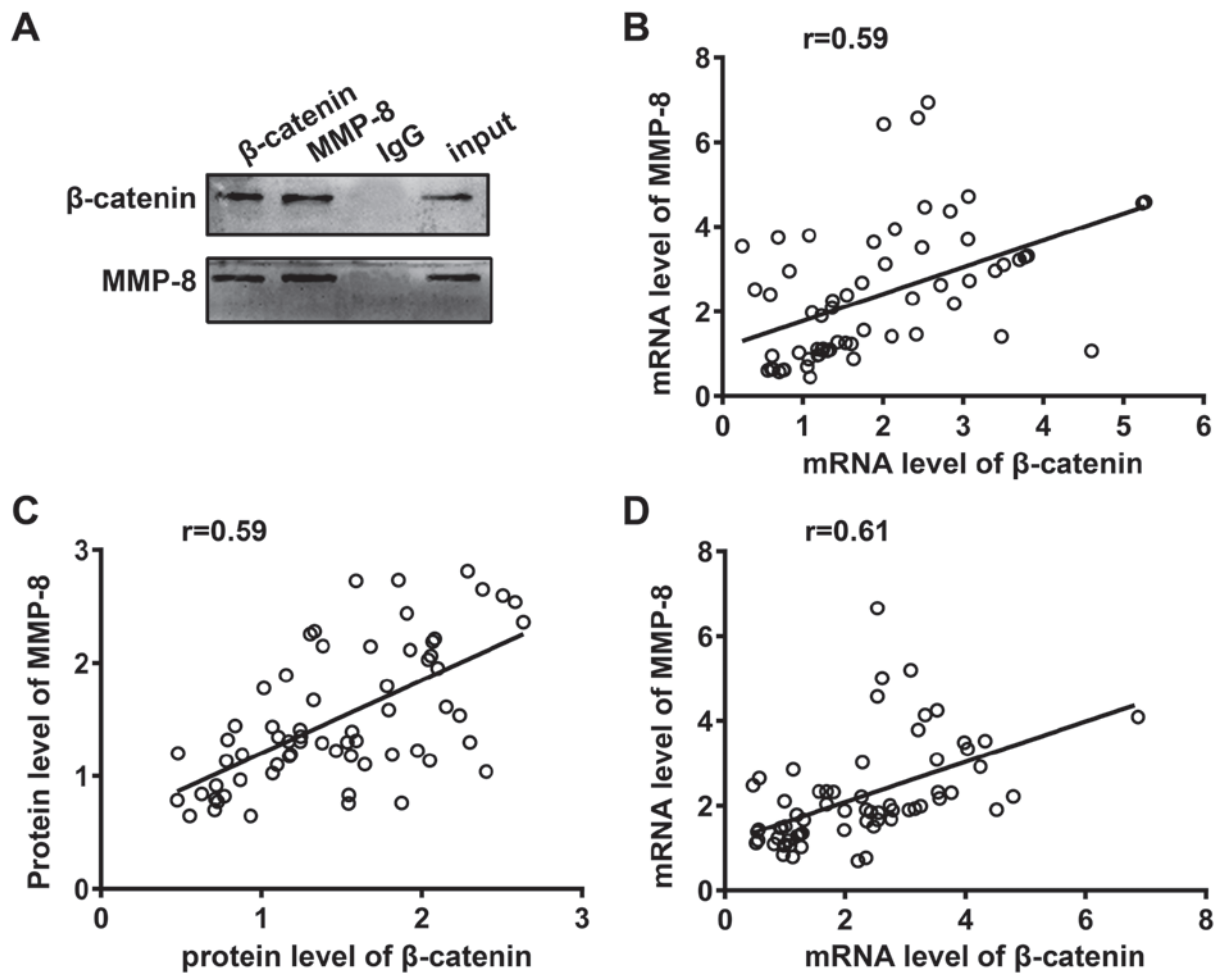 A
β-catenin
MMP-8
IgG
input
β-catenin
MMP-8
B
r=0.59
mRNA level of MMP-8
8
6
4
2
0
0 1 2 3 4 5 6
mRNA level of β-catenin
C
r=0.59
Protein level of MMP-8
3
2
1
0
0 1 2 3
protein level of β-catenin
D
r=0.61
mRNA level of MMP-8
8
6
4
2
0
0 2 4 6 8
mRNA level of β-catenin